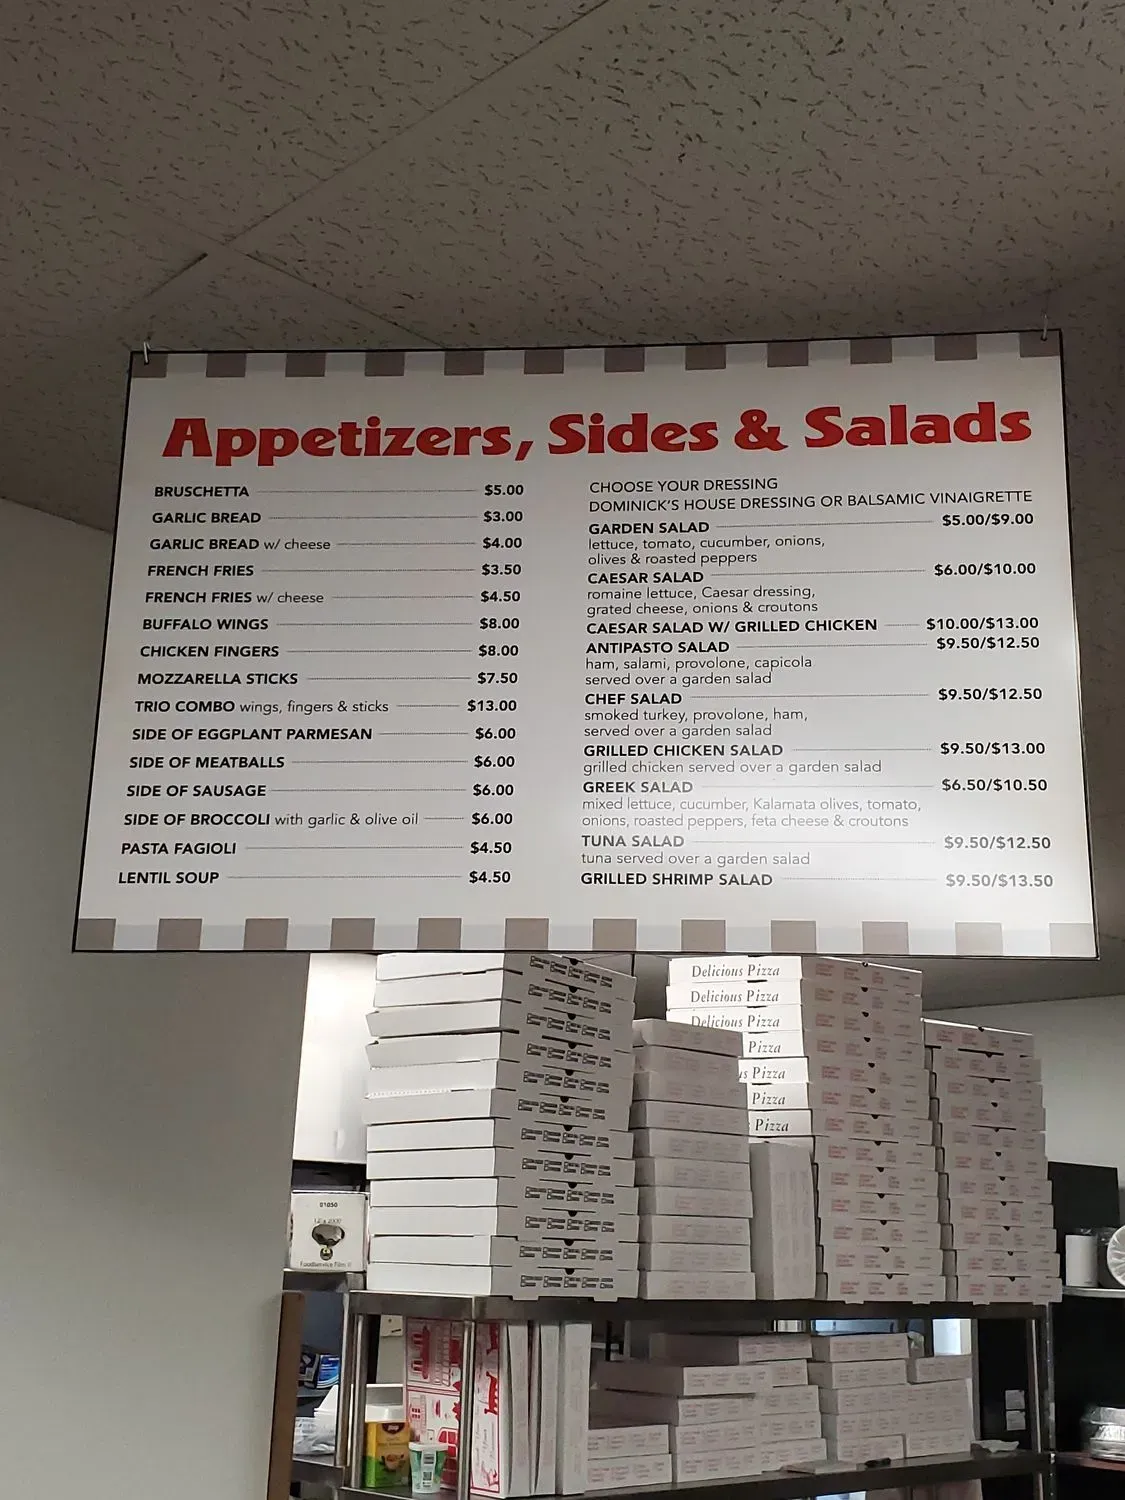 Appetizers, Sides & Salads
BRUSCHETTA $5.00
GARLIC BREAD $3.00
GARLIC BREAD w/ cheese $4.00
FRENCH FRIES $3.50
FRENCH FRIES w/ cheese $4.50
BUFFALO WINGS $8.00
CHICKEN FINGERS $8.00
MOZZARELLA STICKS $7.50
TRIO COMBO wings, fingers & sticks $13.00
SIDE OF EGGPLANT PARMESAN $6.00
SIDE OF MEATBALLS $6.00
SIDE OF SAUSAGE $6.00
SIDE OF BROCCOLI with garlic & olive oil $6.00
PASTA FAGIOLI $4.50
LENTIL SOUP $4.50
CHOOSE YOUR DRESSING
DOMINICK'S HOUSE DRESSING OR BALSAMIC VINAIGRETTE
GARDEN SALAD $5.00/$9.00
lettuce, tomato, cucumber, onions,
olives & roasted peppers
CAESAR SALAD $6.00/$10.00
romaine lettuce, Caesar dressing,
grated cheese, onions & croutons
CAESAR SALAD W/ GRILLED CHICKEN $10.00/$13.00
ANTIPASTO SALAD $9.50/$12.50
ham, salami, provolone, capicola
served over a garden salad
CHEF SALAD $9.50/$12.50
smoked turkey, provolone, ham,
served over a garden salad
GRILLED CHICKEN SALAD $9.50/$13.00
grilled chicken served over a garden salad
GREEK SALAD $6.50/$10.50
mixed lettuce, cucumber, Kalamata olives, tomato,
onions, roasted peppers, feta cheese & croutons
TUNA SALAD $9.50/$12.50
tuna served over a garden salad
GRILLED SHRIMP SALAD $9.50/$13.50
Delicious Pizza
Delicious Pizza
Delicious Pizza
Pizza
Pizza
Pizza
Pizza
01050
Foodservice Film